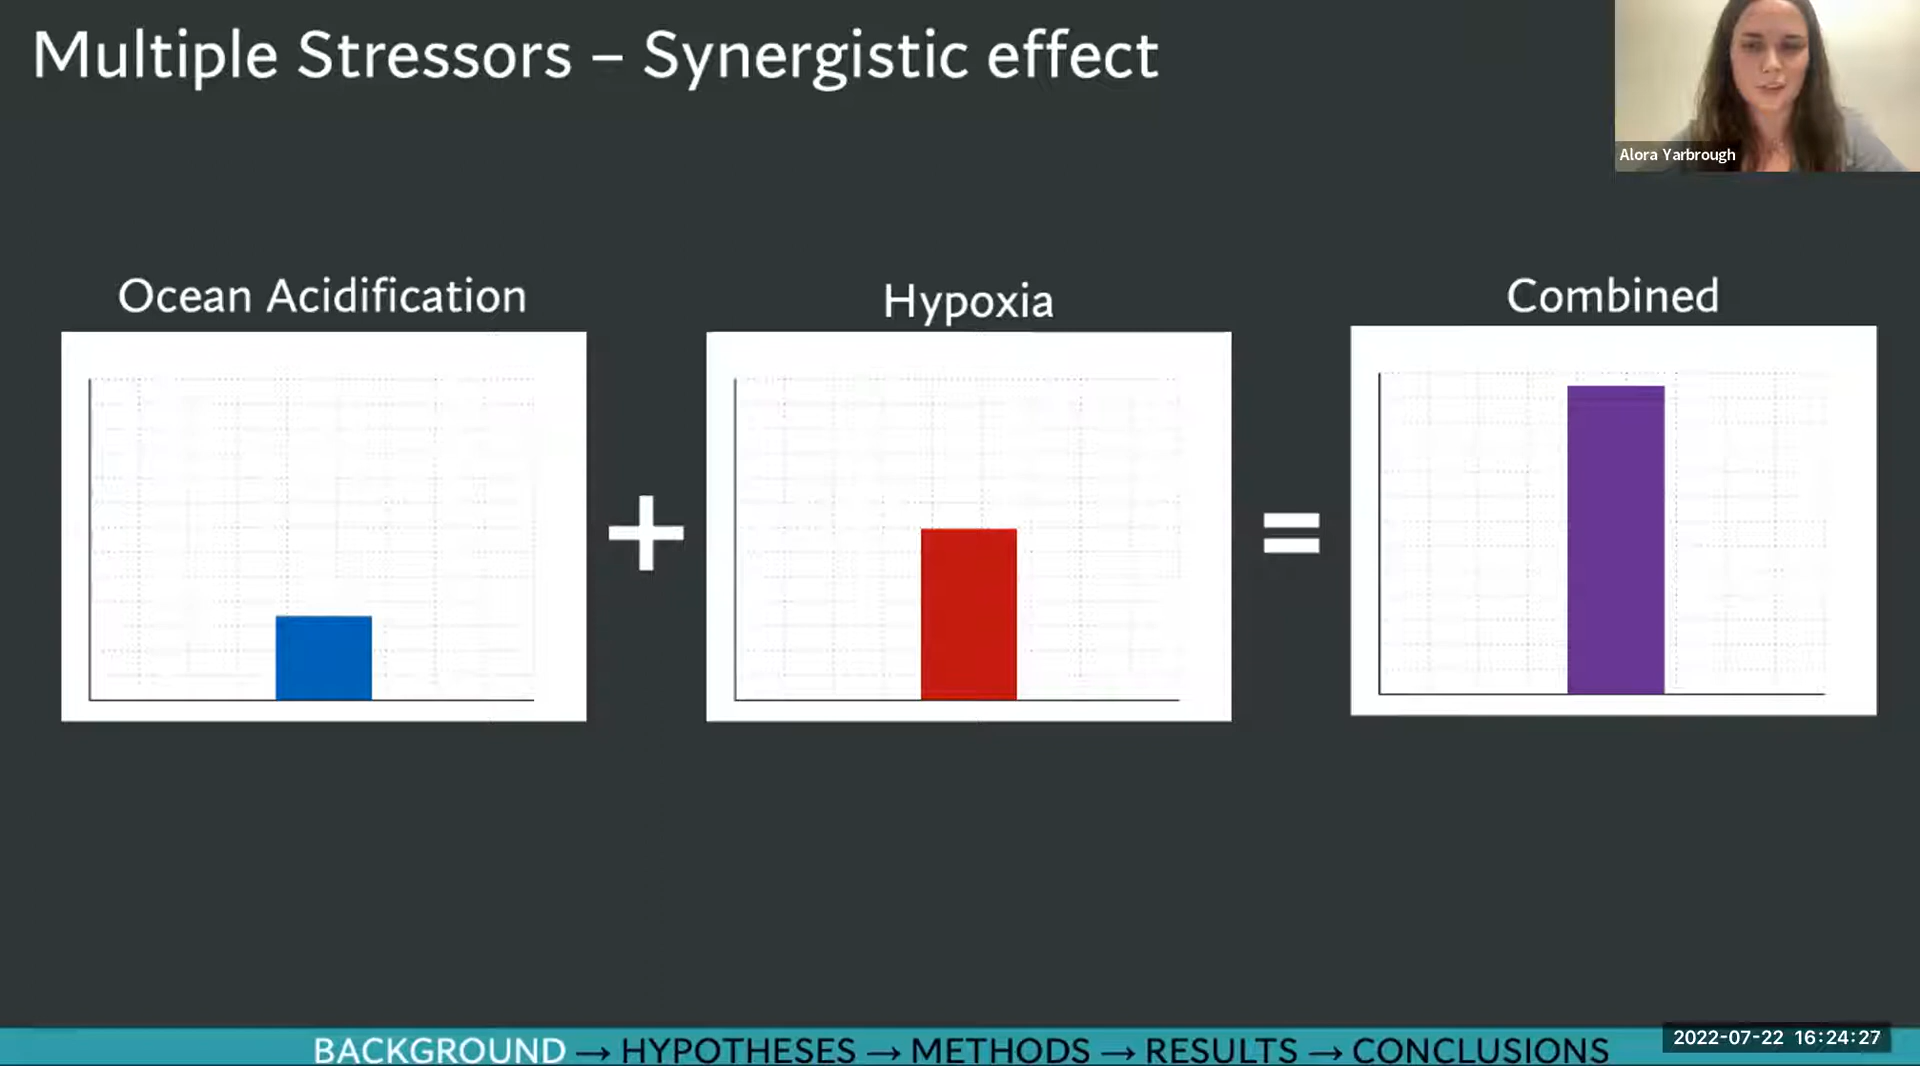 Multiple Stressors – Synergistic effect
Alora Yarbrough
Ocean Acidification
Hypoxia
Combined
+
=
BACKGROUND → HYPOTHESES → METHODS → RESULTS → CONCLUSIONS
2022-07-22 16:24:27